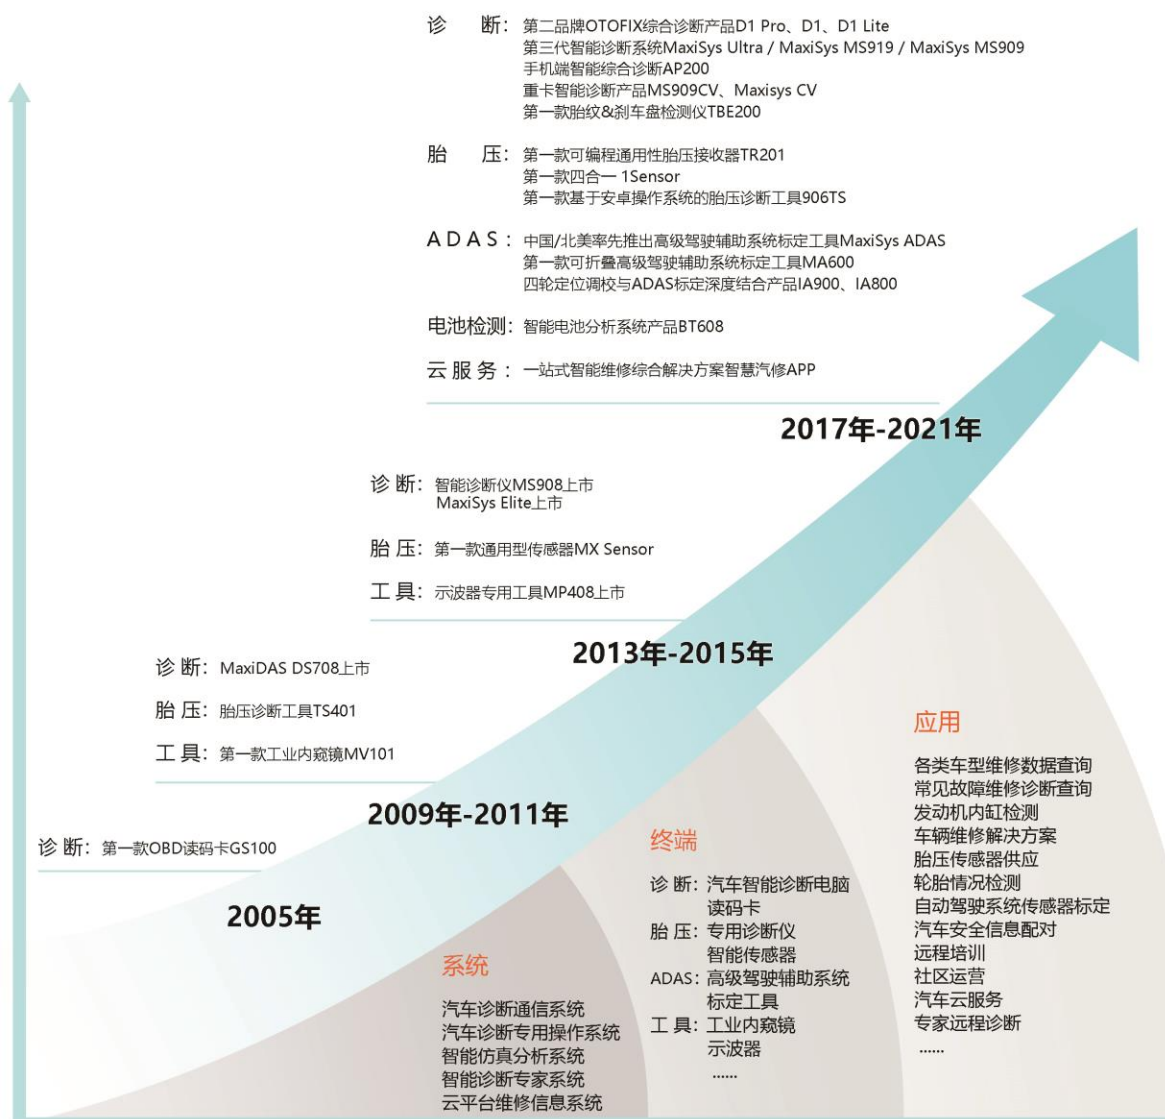 诊 断：第二品牌OTOFIX综合诊断产品D1 Pro、D1、D1 Lite
第三代智能诊断系统MaxiSys Ultra / MaxiSys MS919 / MaxiSys MS909
手机端智能综合诊断AP200
重卡智能诊断产品MS909CV、Maxisys CV
第一款胎纹&刹车盘检测仪TBE200
胎 压：第一款可编程通用性胎压接收器TR201
第一款四合一 1Sensor
第一款基于安卓操作系统的胎压诊断工具906TS
ADAS：中国/北美率先推出高级驾驶辅助系统标定工具MaxiSys ADAS
第一款可折叠高级驾驶辅助系统标定工具MA600
四轮定位调校与ADAS标定深度结合产品IA900、IA800
电池检测：智能电池分析系统产品BT608
云服务：一站式智能维修综合解决方案智慧汽修APP
2017年-2021年
诊 断：智能诊断仪MS908上市
MaxiSys Elite上市
胎 压：第一款通用型传感器MX Sensor
工 具：示波器专用工具MP408上市
2013年-2015年
诊 断：MaxiDAS DS708上市
胎 压：胎压诊断工具TS401
工 具：第一款工业内窥镜MV101
2009年-2011年
诊 断：第一款OBD读码卡GS100
2005年
系统
汽车诊断通信系统
汽车诊断专用操作系统
智能仿真分析系统
智能诊断专家系统
云平台维修信息系统
终端
诊 断：汽车智能诊断电脑
读码卡
胎 压：专用诊断仪
智能传感器
ADAS：高级驾驶辅助系统
标定工具
工 具：工业内窥镜
示波器
······
应用
各类车型维修数据查询
常见故障维修诊断查询
发动机内缸检测
车辆维修解决方案
胎压传感器供应
轮胎情况检测
自动驾驶系统传感器标定
汽车安全信息配对
远程培训
社区运营
汽车云服务
专家远程诊断
······